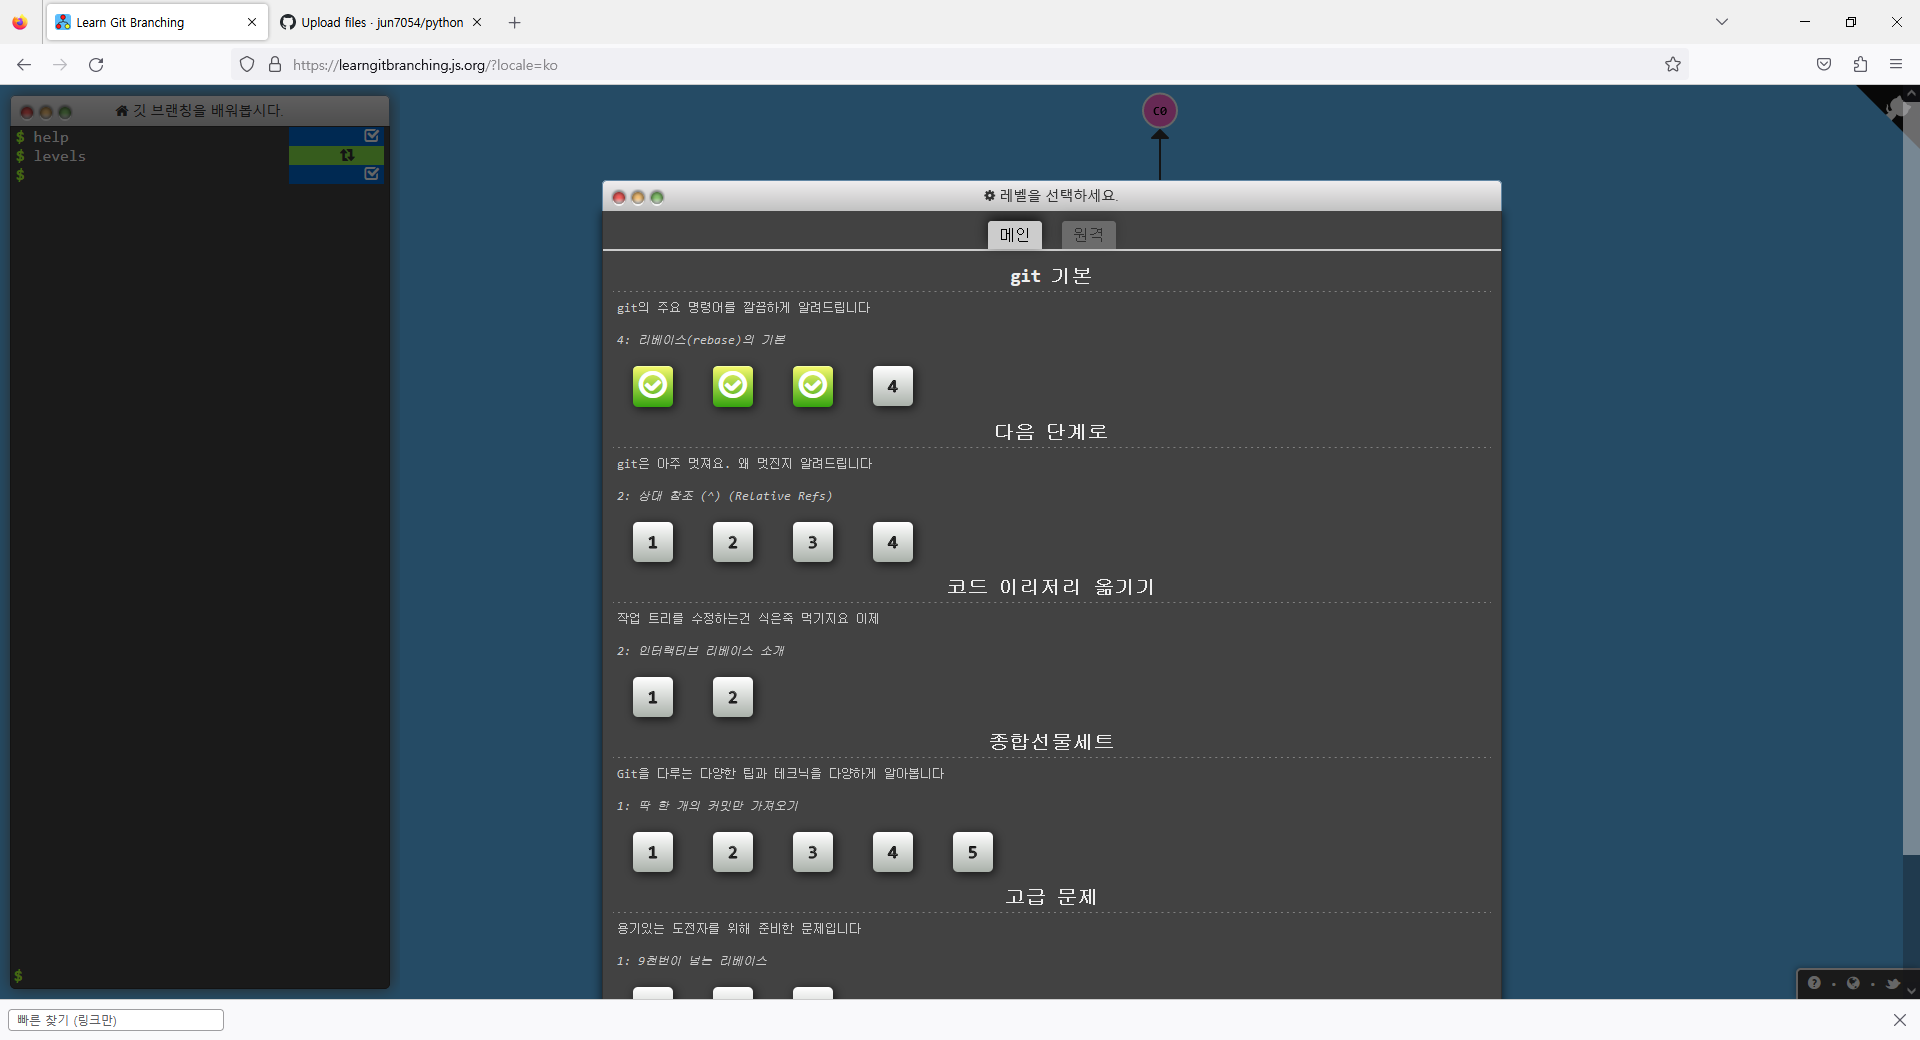 Learn Git Branching
Upload files · jun7054/python
https://learngitbranching.js.org/?locale=ko
깃 브랜칭을 배워봅시다.
$ help
$ levels
$
C0
레벨을 선택하세요.
메인 원격
git 기본
git의 주요 명령어를 깔끔하게 알려드립니다
4: 리베이스(rebase)의 기본
4
다음 단계로
git은 아주 멋져요. 왜 멋진지 알려드립니다
2: 상대 참조 (^) (Relative Refs)
1 2 3 4
코드 이리저리 옮기기
작업 트리를 수정하는건 식은죽 먹기지요 이제
2: 인터랙티브 리베이스 소개
1 2
종합선물세트
Git을 다루는 다양한 팁과 테크닉을 다양하게 알아봅니다
1: 딱 한 개의 커밋만 가져오기
1 2 3 4 5
고급 문제
용기있는 도전자를 위해 준비한 문제입니다
1: 9천번이 넘는 리베이스
$
빠른 찾기 (링크만)